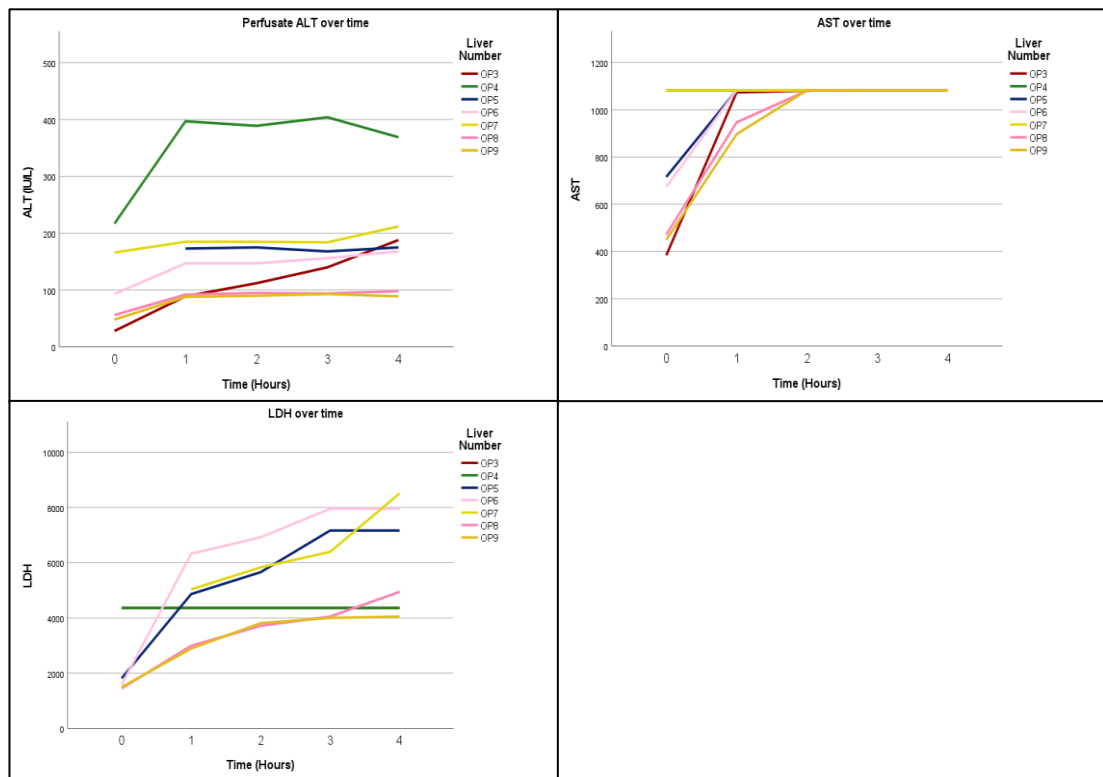 Perfusate ALT over time
500
400
300
200
100
0
ALT (IU/L)
0 1 2 3 4
Time (Hours)
Liver
Number
OP3
OP4
OP5
OP6
OP7
OP8
OP9
AST over time
1200
1000
800
600
400
200
0
AST
0 1 2 3 4
Time (Hours)
Liver
Number
OP3
OP4
OP5
OP6
OP7
OP8
OP9
LDH over time
10000
8000
6000
4000
2000
0
LDH
0 1 2 3 4
Time (Hours)
Liver
Number
OP3
OP4
OP5
OP6
OP7
OP8
OP9